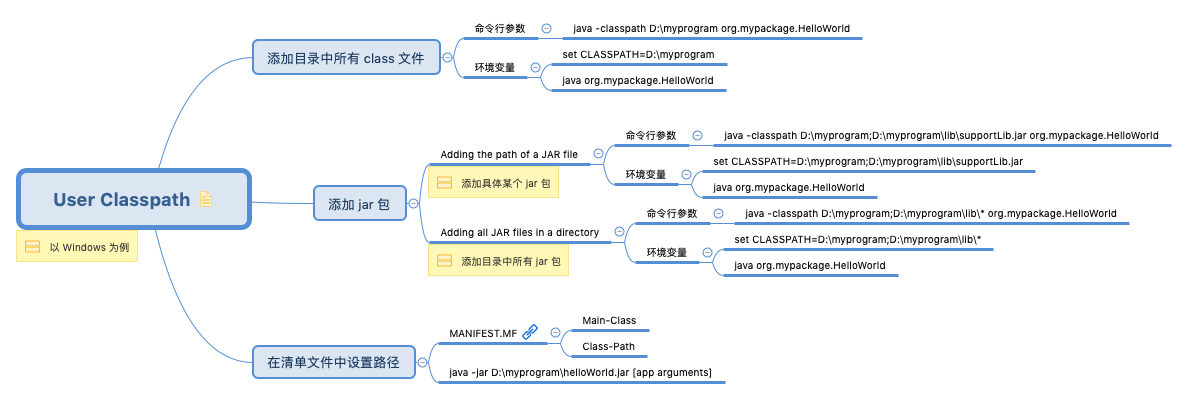 User Classpath
以 Windows 为例
添加目录中所有 class 文件
命令行参数
java -classpath D:\myprogram org.mypackage.HelloWorld
环境变量
set CLASSPATH=D:\myprogram
java org.mypackage.HelloWorld
添加 jar 包
Adding the path of a JAR file
添加具体某个 jar 包
命令行参数
java -classpath D:\myprogram;D:\myprogram\lib\supportLib.jar org.mypackage.HelloWorld
环境变量
set CLASSPATH=D:\myprogram;D:\myprogram\lib\supportLib.jar
java org.mypackage.HelloWorld
Adding all JAR files in a directory
添加目录中所有 jar 包
命令行参数
java -classpath D:\myprogram;D:\myprogram\lib\* org.mypackage.HelloWorld
环境变量
set CLASSPATH=D:\myprogram;D:\myprogram\lib\*
java org.mypackage.HelloWorld
在清单文件中设置路径
MANIFEST.MF
Main-Class
Class-Path
java -jar D:\myprogram\helloWorld.jar [app arguments]